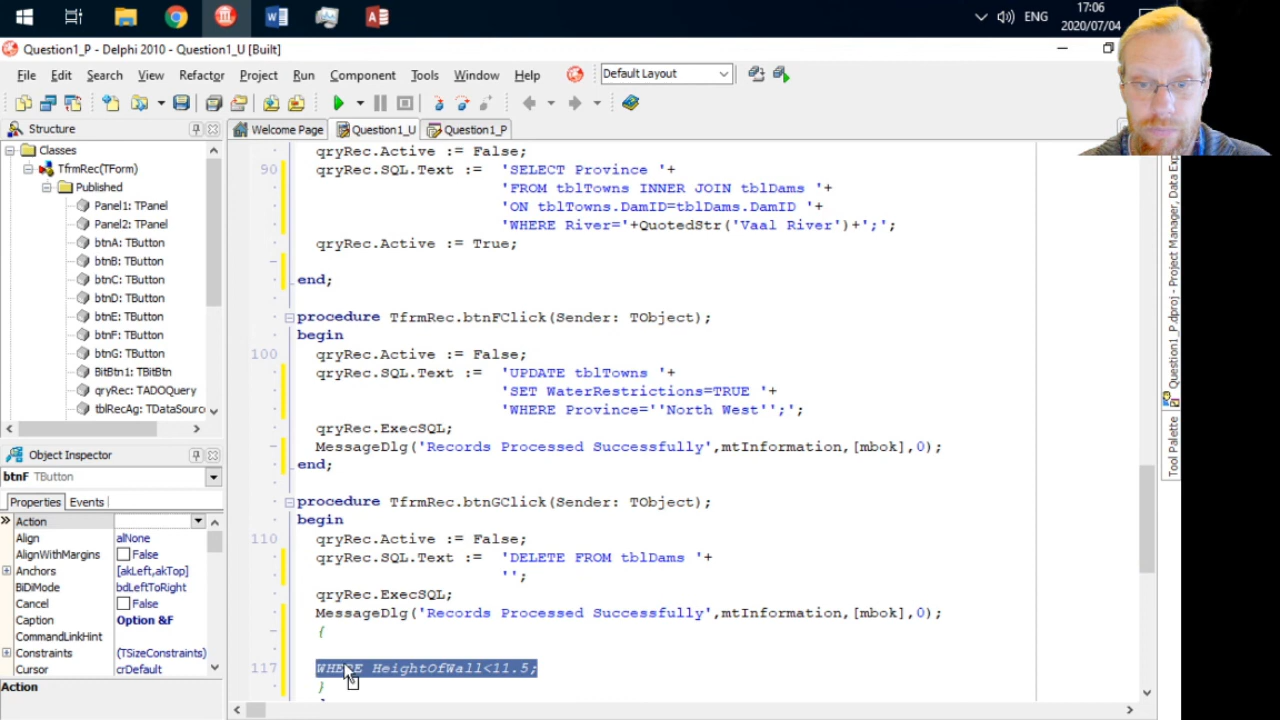 ENG
17:06
2020/07/04
Question1_P - Delphi 2010 - Question1_U [Built]
File Edit Search View Refactor Project Run Component Tools Window Help
Default Layout
Structure
Welcome Page Question1_U Question1_P
Classes
TfrmRec(TForm)
Published
Panel1: TPanel
Panel2: TPanel
btnA: TButton
btnB: TButton
btnC: TButton
btnD: TButton
btnE: TButton
btnF: TButton
btnG: TButton
BitBtn1: TBitBtn
qryRec: TADOQuery
tblRecAg: TDataSourc
Object Inspector
btnF TButton
Properties Events
Action
Align alNone
AlignWithMargins False
Anchors [akLeft,akTop]
BiDiMode bdLeftToRight
Cancel False
Caption Option &F
CommandLinkHint
Constraints (TSizeConstraints)
Cursor crDefault
Action
qryRec.Active := False;
90 qryRec.SQL.Text := 'SELECT Province '+
'FROM tblTowns INNER JOIN tblDams '+
'ON tblTowns.DamID=tblDams.DamID '+
'WHERE River='+QuotedStr('Vaal River')+';';
qryRec.Active := True;
end;
procedure TfrmRec.btnFClick(Sender: TObject);
begin
100 qryRec.Active := False;
qryRec.SQL.Text := 'UPDATE tblTowns '+
'SET WaterRestrictions=TRUE '+
'WHERE Province=''North West'';';
qryRec.ExecSQL;
MessageDlg('Records Processed Successfully',mtInformation,[mbok],0);
end;
procedure TfrmRec.btnGClick(Sender: TObject);
begin
110 qryRec.Active := False;
qryRec.SQL.Text := 'DELETE FROM tblDams '+
'';
qryRec.ExecSQL;
MessageDlg('Records Processed Successfully',mtInformation,[mbok],0);
{
117 WHERE HeightOfWall<11.5;
}
Question1_P.dproj - Project Manager, Data Exp
Tool Palette